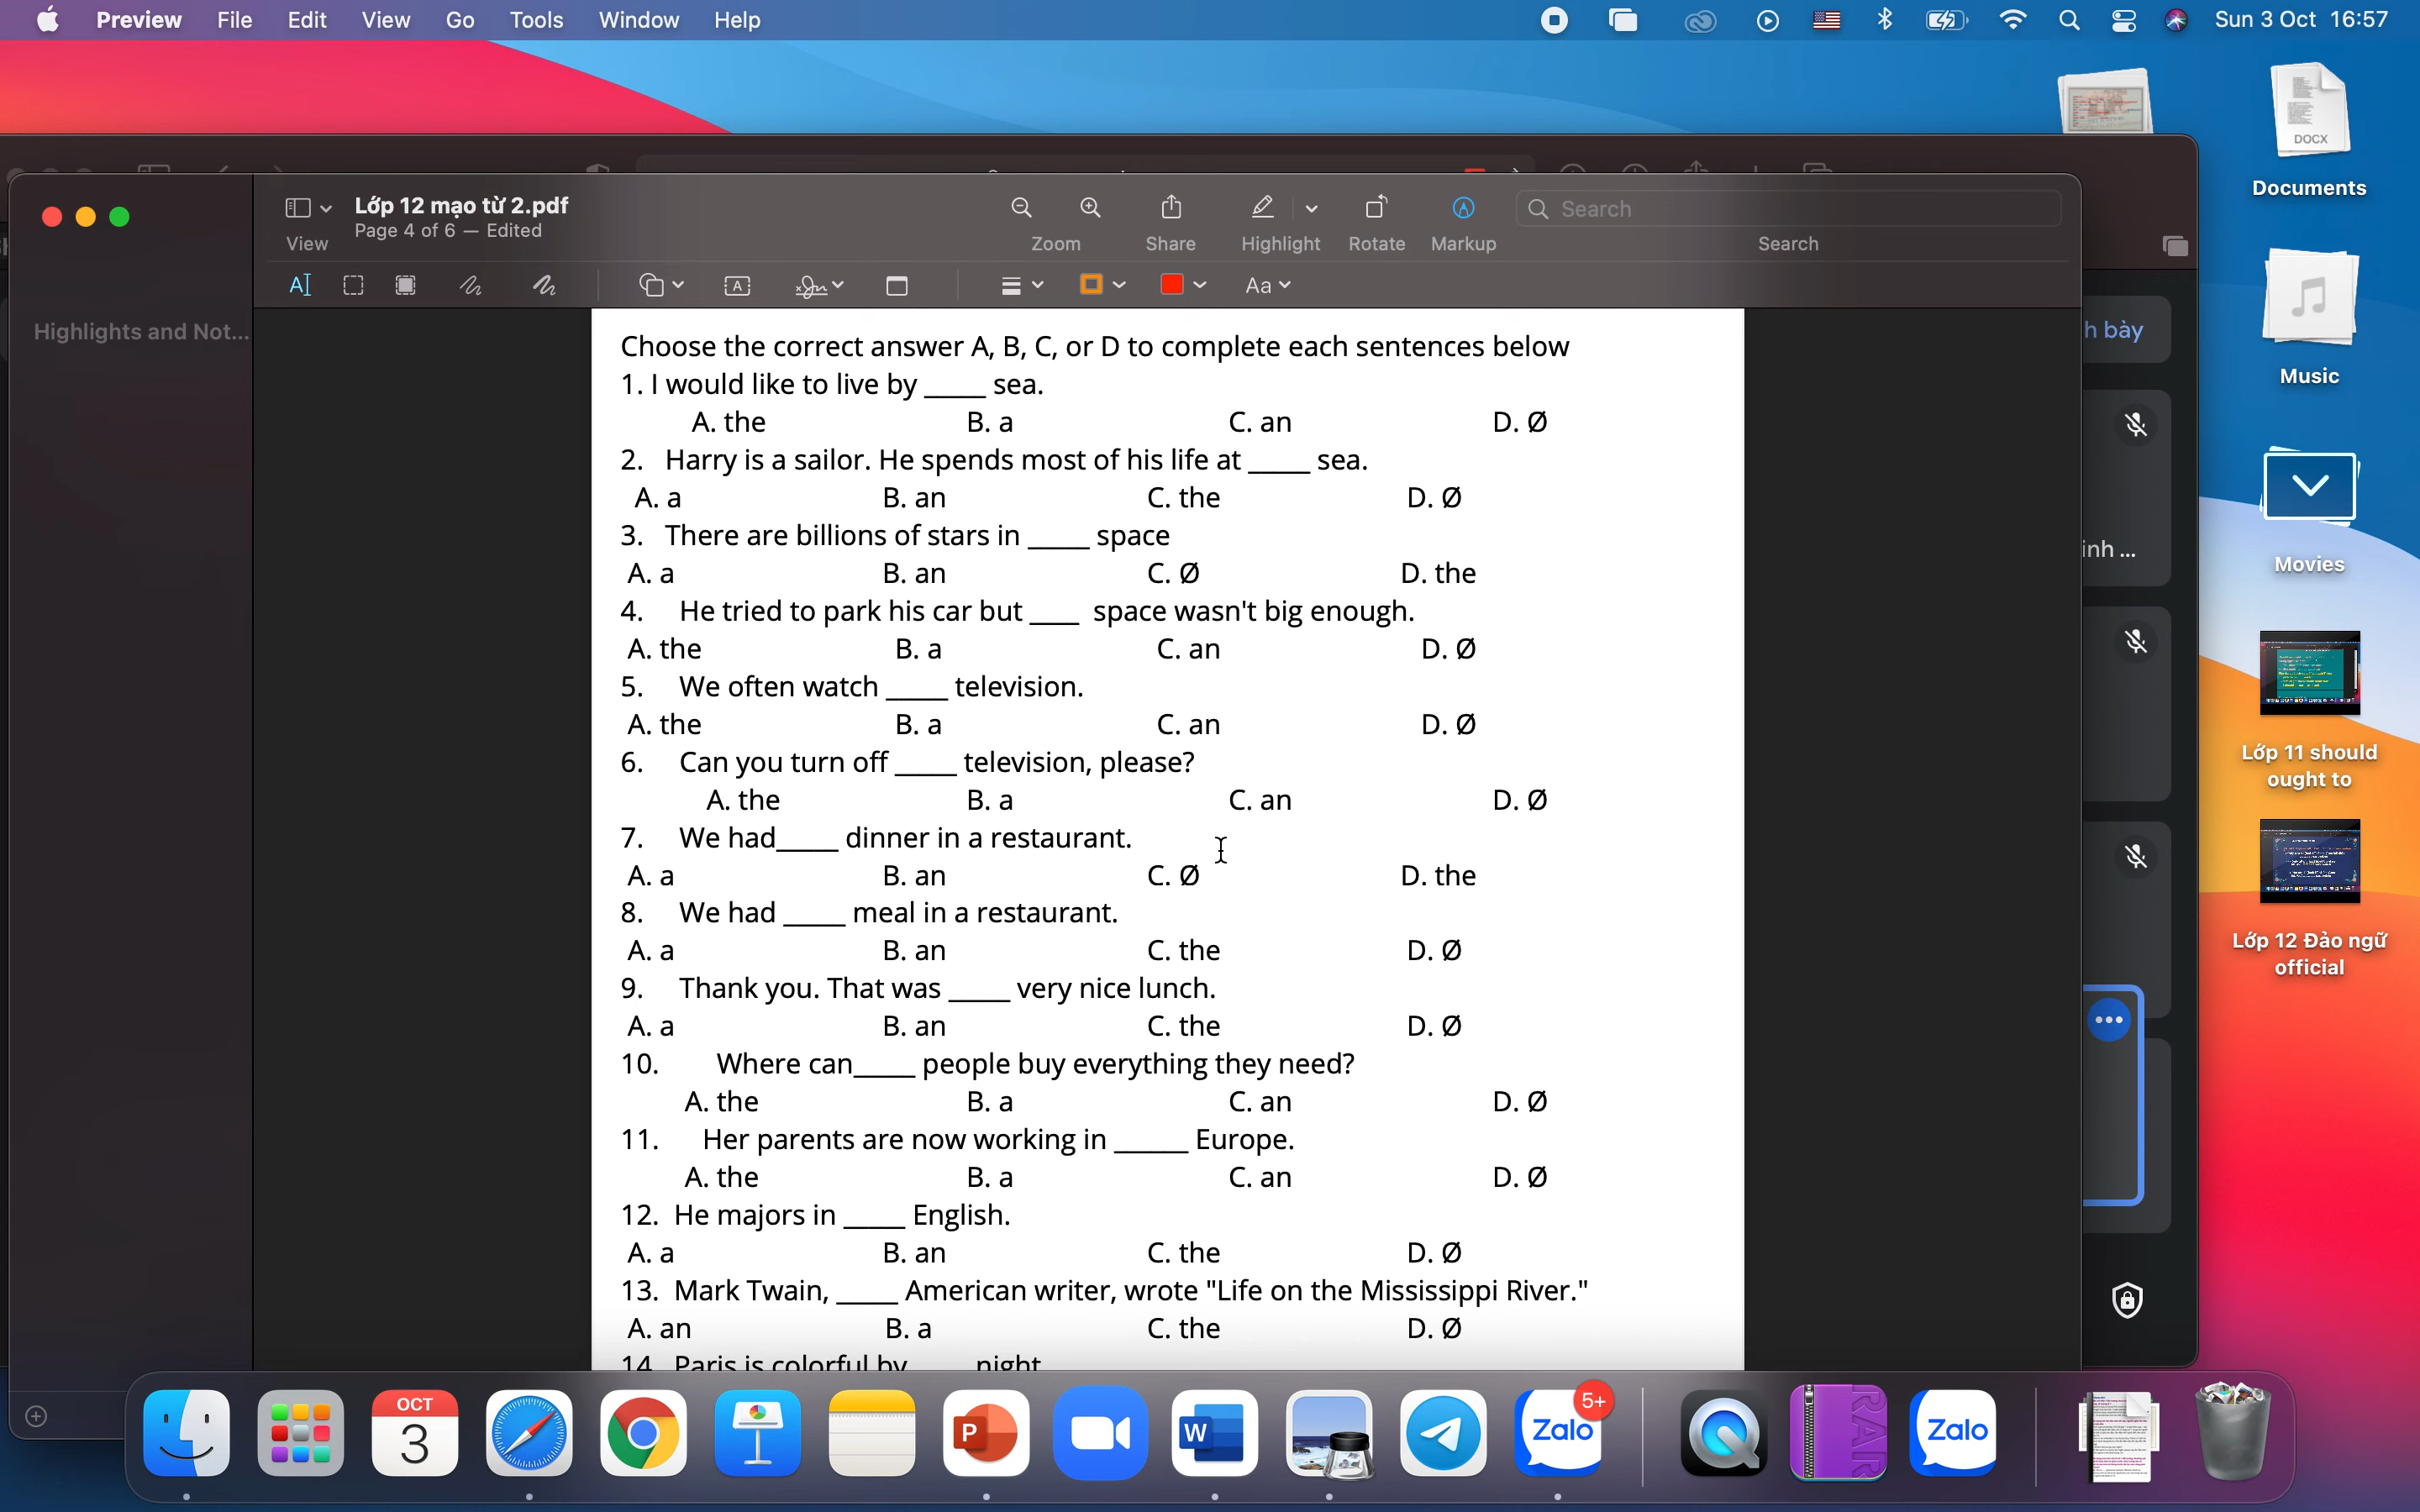 Preview File Edit View Go Tools Window Help Sun 3 Oct 16:57
Lớp 12 mạo từ 2.pdf
Page 4 of 6 — Edited
View Zoom Share Highlight Rotate Markup Search
Search
Highlights and Not...
Choose the correct answer A, B, C, or D to complete each sentences below
1. I would like to live by _____ sea.
A. the B. a C. an D. Ø
2. Harry is a sailor. He spends most of his life at _____ sea.
A. a B. an C. the D. Ø
3. There are billions of stars in _____ space
A. a B. an C. Ø D. the
4. He tried to park his car but ____ space wasn't big enough.
A. the B. a C. an D. Ø
5. We often watch _____ television.
A. the B. a C. an D. Ø
6. Can you turn off _____ television, please?
A. the B. a C. an D. Ø
7. We had_____ dinner in a restaurant.
A. a B. an C. Ø D. the
8. We had _____ meal in a restaurant.
A. a B. an C. the D. Ø
9. Thank you. That was _____ very nice lunch.
A. a B. an C. the D. Ø
10. Where can_____ people buy everything they need?
A. the B. a C. an D. Ø
11. Her parents are now working in ______ Europe.
A. the B. a C. an D. Ø
12. He majors in _____ English.
A. a B. an C. the D. Ø
13. Mark Twain, _____ American writer, wrote "Life on the Mississippi River."
A. an B. a C. the D. Ø
14. Paris is colorful by _____ night
h bày
inh ...
DOCX
Documents
Music
Movies
Lớp 11 should
ought to
Lớp 12 Đảo ngữ
official
OCT
3
P
W
Zalo
5+
RAR
Zalo